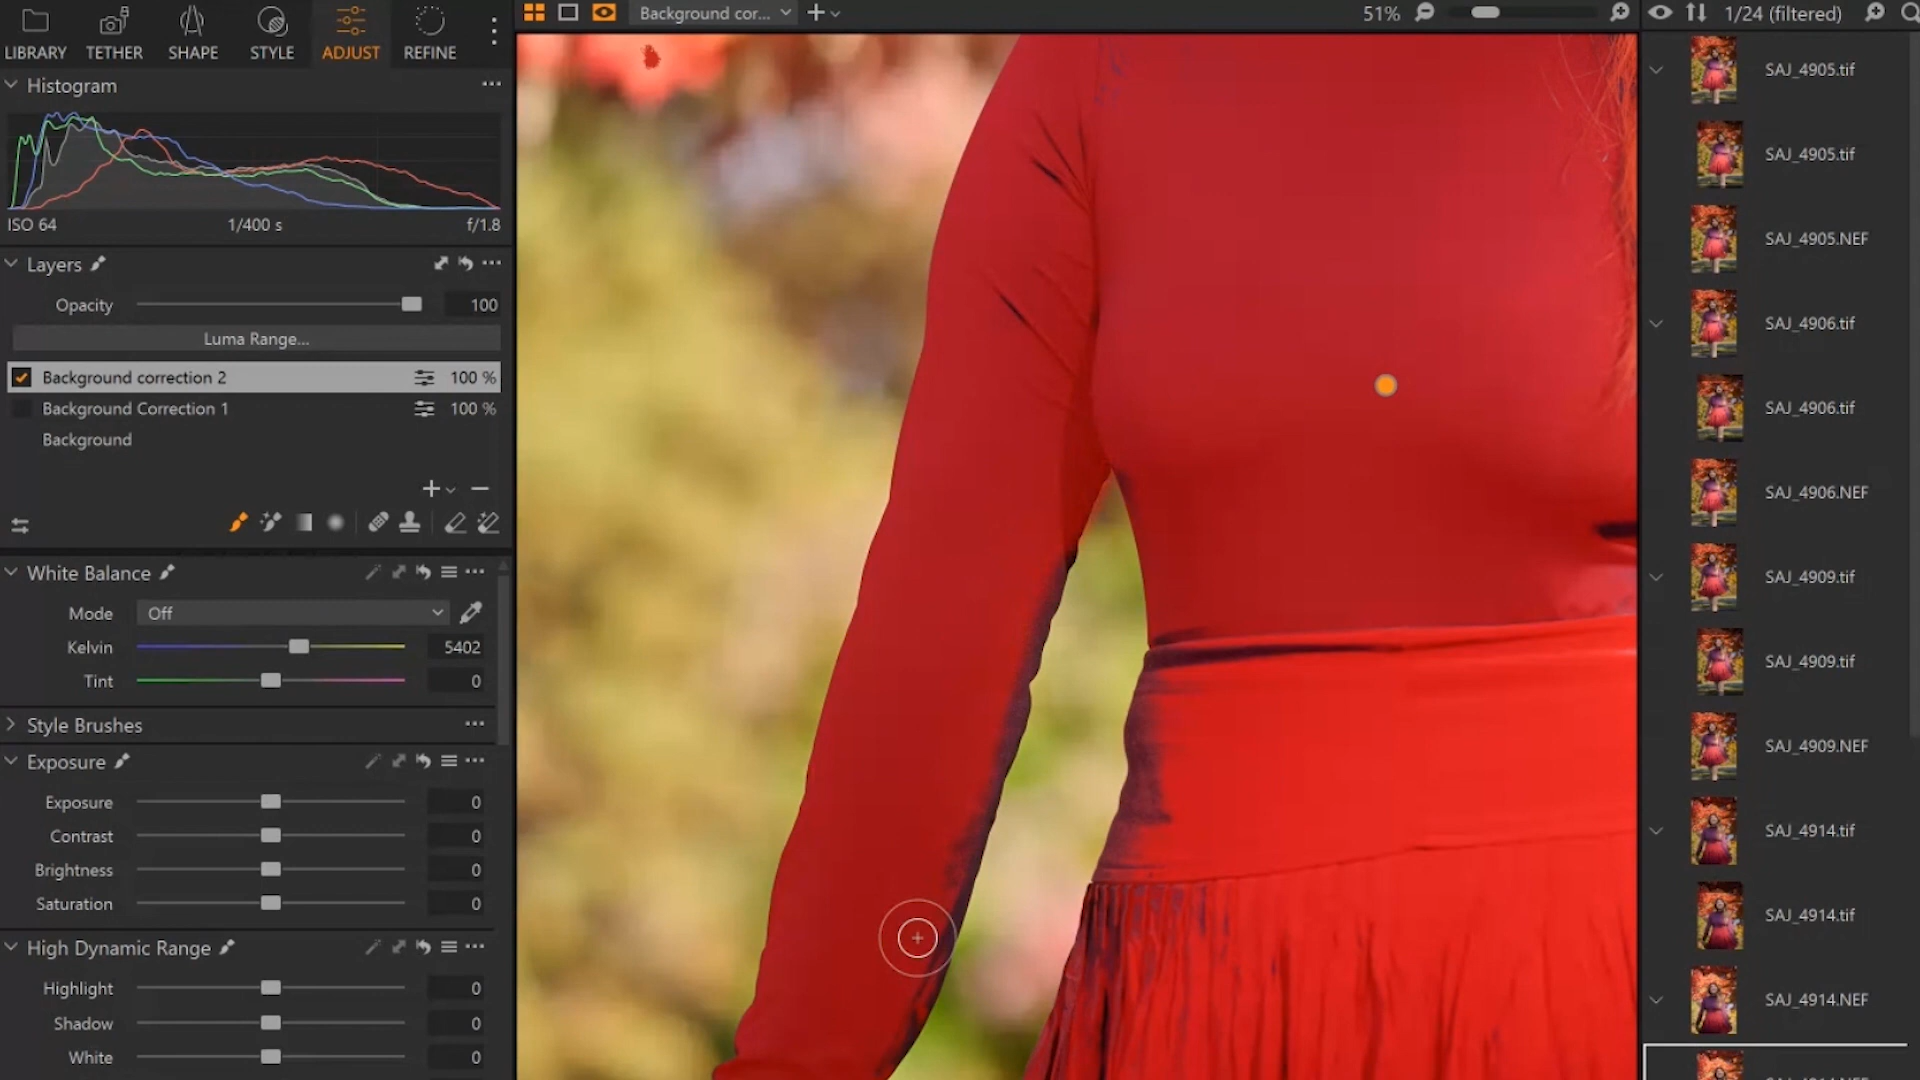 LIBRARY
TETHER
SHAPE
STYLE
ADJUST
REFINE
Background cor...
51%
1/24 (filtered)
Histogram
ISO 64
1/400 s
f/1.8
Layers
Opacity
100
Luma Range...
Background correction 2
100 %
Background Correction 1
100 %
Background
White Balance
Mode
Off
Kelvin
5402
Tint
0
Style Brushes
Exposure
Exposure
0
Contrast
0
Brightness
0
Saturation
0
High Dynamic Range
Highlight
0
Shadow
0
White
0
SAJ_4905.tif
SAJ_4905.tif
SAJ_4905.NEF
SAJ_4906.tif
SAJ_4906.tif
SAJ_4906.NEF
SAJ_4909.tif
SAJ_4909.tif
SAJ_4909.NEF
SAJ_4914.tif
SAJ_4914.tif
SAJ_4914.NEF